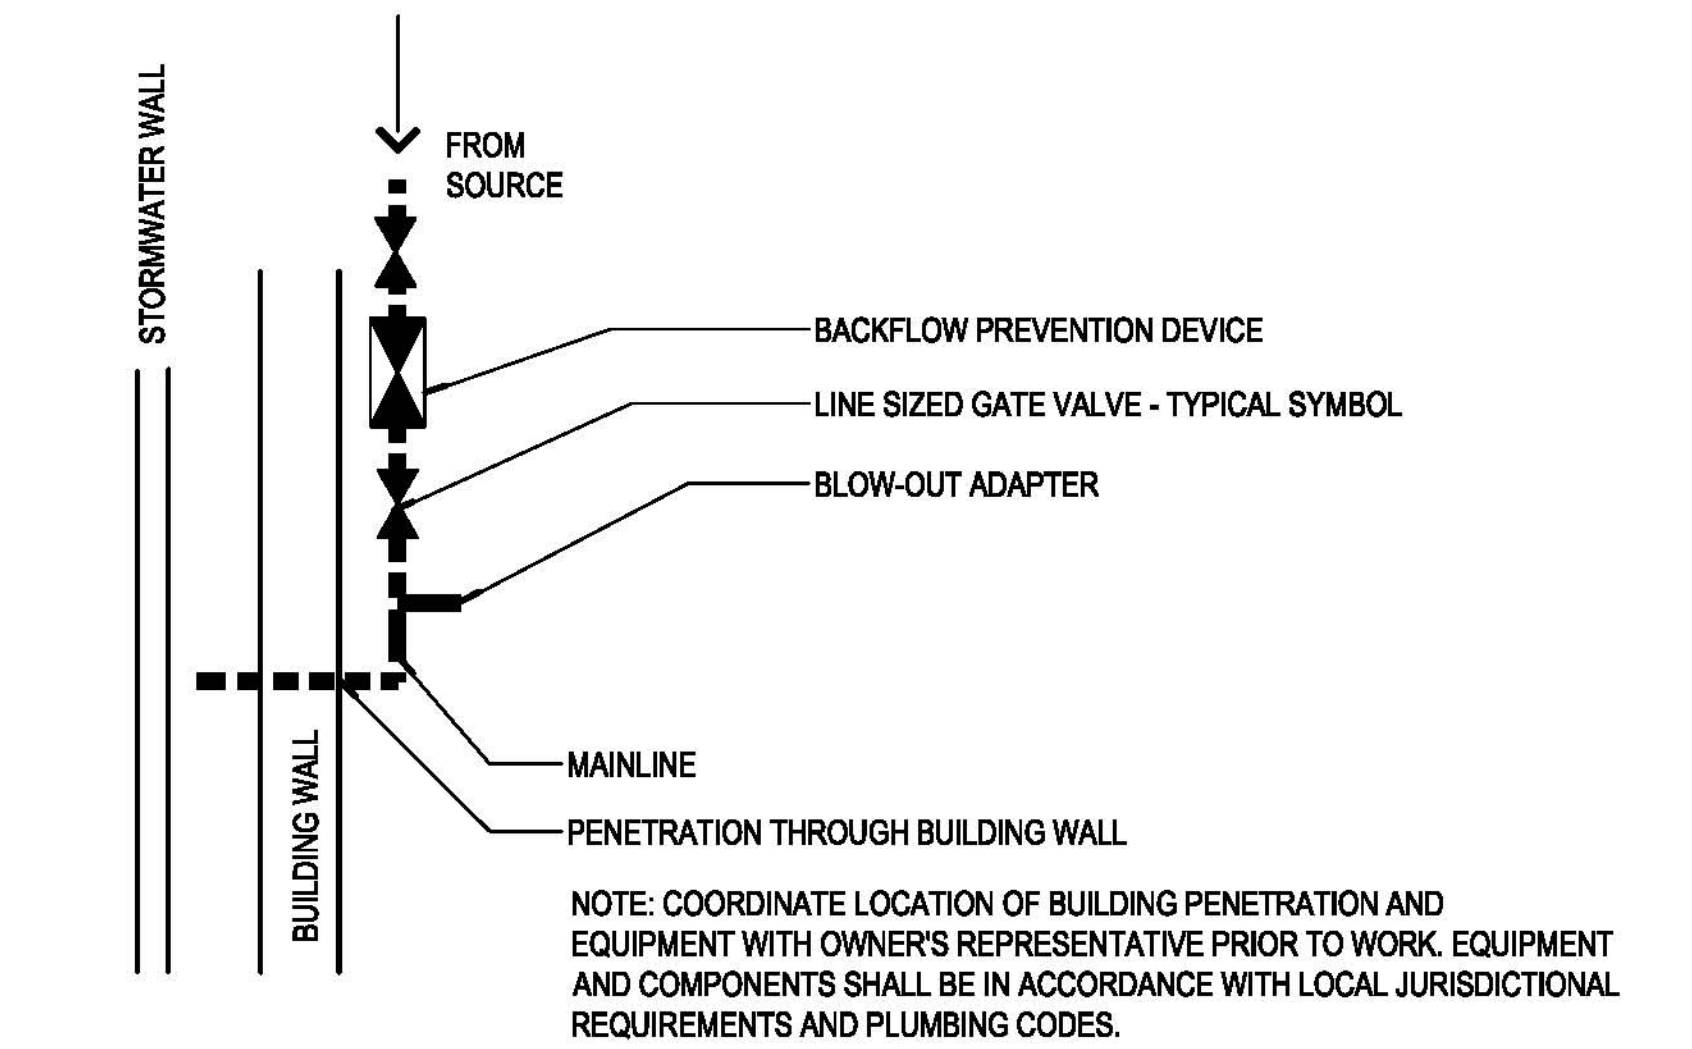 STORMWATER WALL
FROM
SOURCE
BACKFLOW PREVENTION DEVICE
LINE SIZED GATE VALVE - TYPICAL SYMBOL
BLOW-OUT ADAPTER
MAINLINE
PENETRATION THROUGH BUILDING WALL
BUILDING WALL
NOTE: COORDINATE LOCATION OF BUILDING PENETRATION AND
EQUIPMENT WITH OWNER'S REPRESENTATIVE PRIOR TO WORK. EQUIPMENT
AND COMPONENTS SHALL BE IN ACCORDANCE WITH LOCAL JURISDICTIONAL
REQUIREMENTS AND PLUMBING CODES.